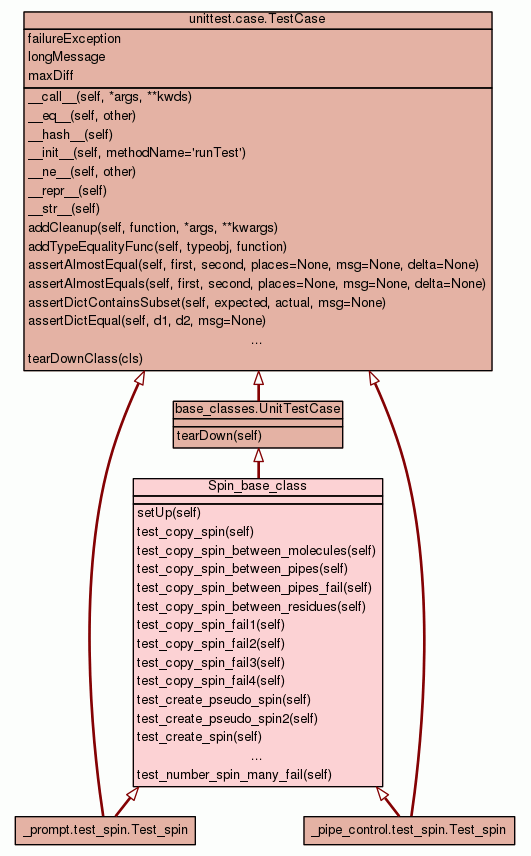 unittest.case.TestCase
failureException
longMessage
maxDiff
__call__(self, *args, **kwds)
__eq__(self, other)
__hash__(self)
__init__(self, methodName='runTest')
__ne__(self, other)
__repr__(self)
__str__(self)
addCleanup(self, function, *args, **kwargs)
addTypeEqualityFunc(self, typeobj, function)
assertAlmostEqual(self, first, second, places=None, msg=None, delta=None)
assertAlmostEquals(self, first, second, places=None, msg=None, delta=None)
assertDictContainsSubset(self, expected, actual, msg=None)
assertDictEqual(self, d1, d2, msg=None)
...
tearDownClass(cls)
base_classes.UnitTestCase
tearDown(self)
Spin_base_class
setUp(self)
test_copy_spin(self)
test_copy_spin_between_molecules(self)
test_copy_spin_between_pipes(self)
test_copy_spin_between_pipes_fail(self)
test_copy_spin_between_residues(self)
test_copy_spin_fail1(self)
test_copy_spin_fail2(self)
test_copy_spin_fail3(self)
test_copy_spin_fail4(self)
test_create_pseudo_spin(self)
test_create_pseudo_spin2(self)
test_create_spin(self)
...
test_number_spin_many_fail(self)
_prompt.test_spin.Test_spin
_pipe_control.test_spin.Test_spin